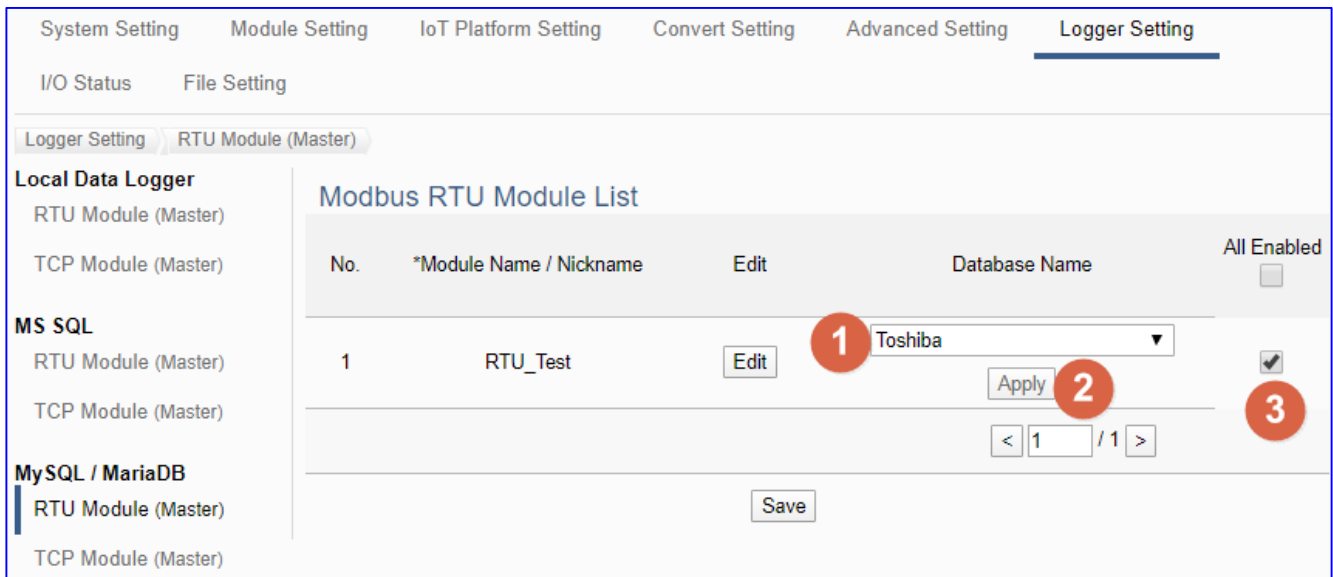 System Setting Module Setting IoT Platform Setting Convert Setting Advanced Setting Logger Setting
I/O Status File Setting
Logger Setting RTU Module (Master)
Local Data Logger
RTU Module (Master)
TCP Module (Master)
MS SQL
RTU Module (Master)
TCP Module (Master)
MySQL / MariaDB
RTU Module (Master)
TCP Module (Master)
Modbus RTU Module List
No. *Module Name / Nickname Edit Database Name All Enabled
1 RTU_Test Edit 1 Toshiba
Apply 2 3
< 1 / 1 >
Save